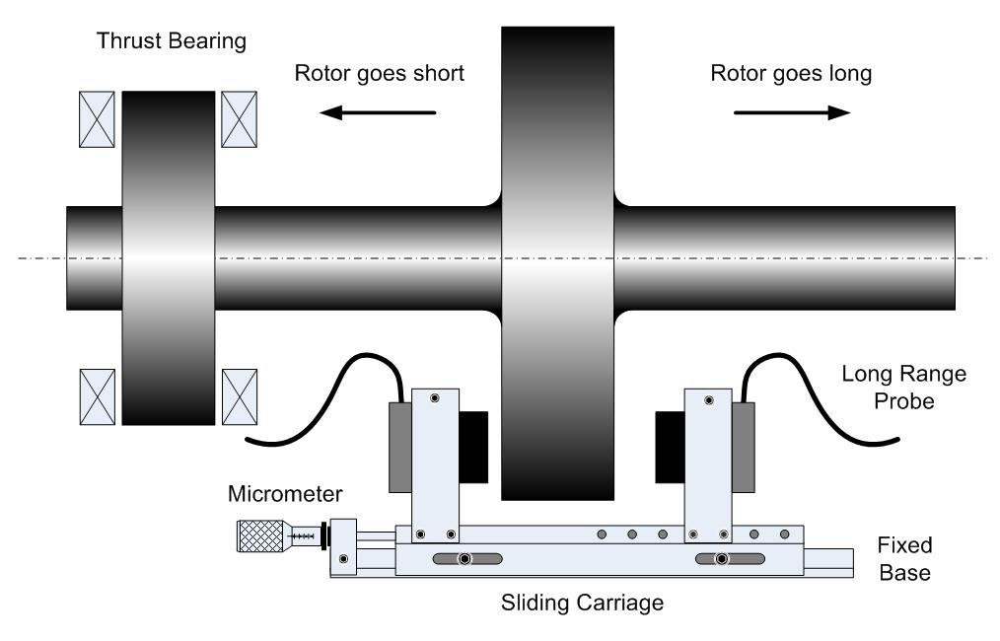 Thrust Bearing
Rotor goes short
Rotor goes long
Long Range
Probe
Micrometer
Fixed
Base
Sliding Carriage